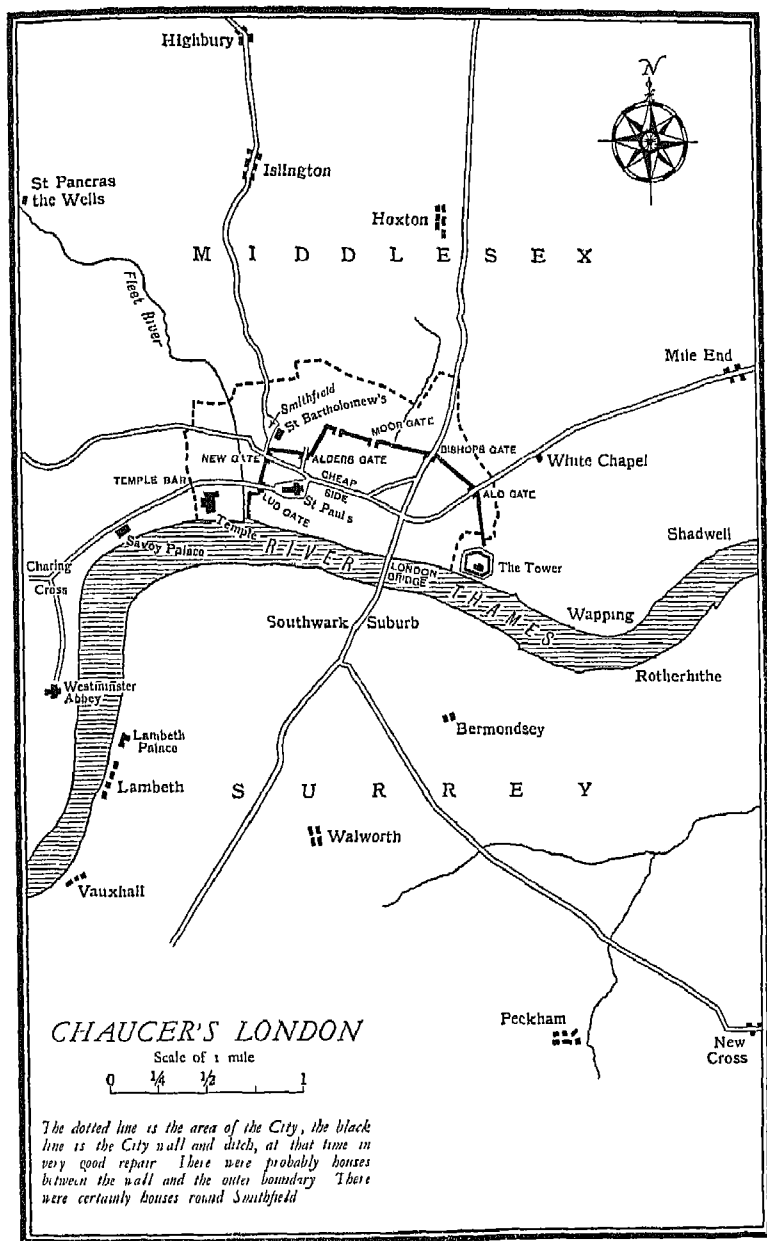 Highbury
N
Islington
St Pancras
the Wells
Hoxton
MIDDLESEX
Fleet River
Mile End
Smithfield
St Bartholomew's
MOOR GATE
NEW GATE
ALDERS GATE
BISHOPS GATE
White Chapel
TEMPLE BAR
CHEAP
SIDE
ALD GATE
LUD GATE
St Paul's
Temple
Savoy Palace
RIVER
THAMES
LONDON
BRIDGE
The Tower
Shadwell
Charing
Cross
Wapping
Southwark Suburb
Rotherhithe
Westminster
Abbey
Bermondsey
Lambeth
Palace
Lambeth
SURREY
Walworth
Vauxhall
Peckham
New
Cross
CHAUCER'S LONDON
Scale of 1 mile
0 1/4 1/2 1
The dotted line is the area of the City, the black
line is the City wall and ditch, at that time in
very good repair There were probably houses
between the wall and the outer boundary There
were certainly houses round Smithfield